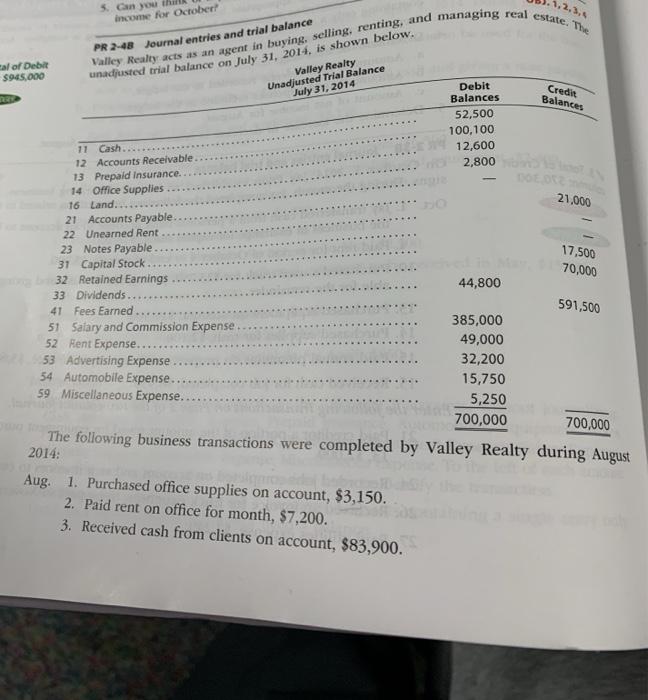 5. Can you
income for October?
1, 2, 3, 4
PR 2-4B Journal entries and trial balance
Valley Realty acts as an agent in buying, selling, renting, and managing real estate. The
unadjusted trial balance on July 31, 2014, is shown below.
al of Debit
$945,000
Valley Realty
Unadjusted Trial Balance
July 31, 2014
Debit Balances Credit Balances
11 Cash 52,500
12 Accounts Receivable 100,100
13 Prepaid Insurance 12,600
14 Office Supplies 2,800
16 Land —
21 Accounts Payable 21,000
22 Unearned Rent —
23 Notes Payable —
31 Capital Stock 17,500
32 Retained Earnings 70,000
33 Dividends 44,800
41 Fees Earned 591,500
51 Salary and Commission Expense 385,000
52 Rent Expense 49,000
53 Advertising Expense 32,200
54 Automobile Expense 15,750
59 Miscellaneous Expense 5,250
700,000 700,000
The following business transactions were completed by Valley Realty during August
2014:
Aug. 1. Purchased office supplies on account, $3,150.
2. Paid rent on office for month, $7,200.
3. Received cash from clients on account, $83,900.